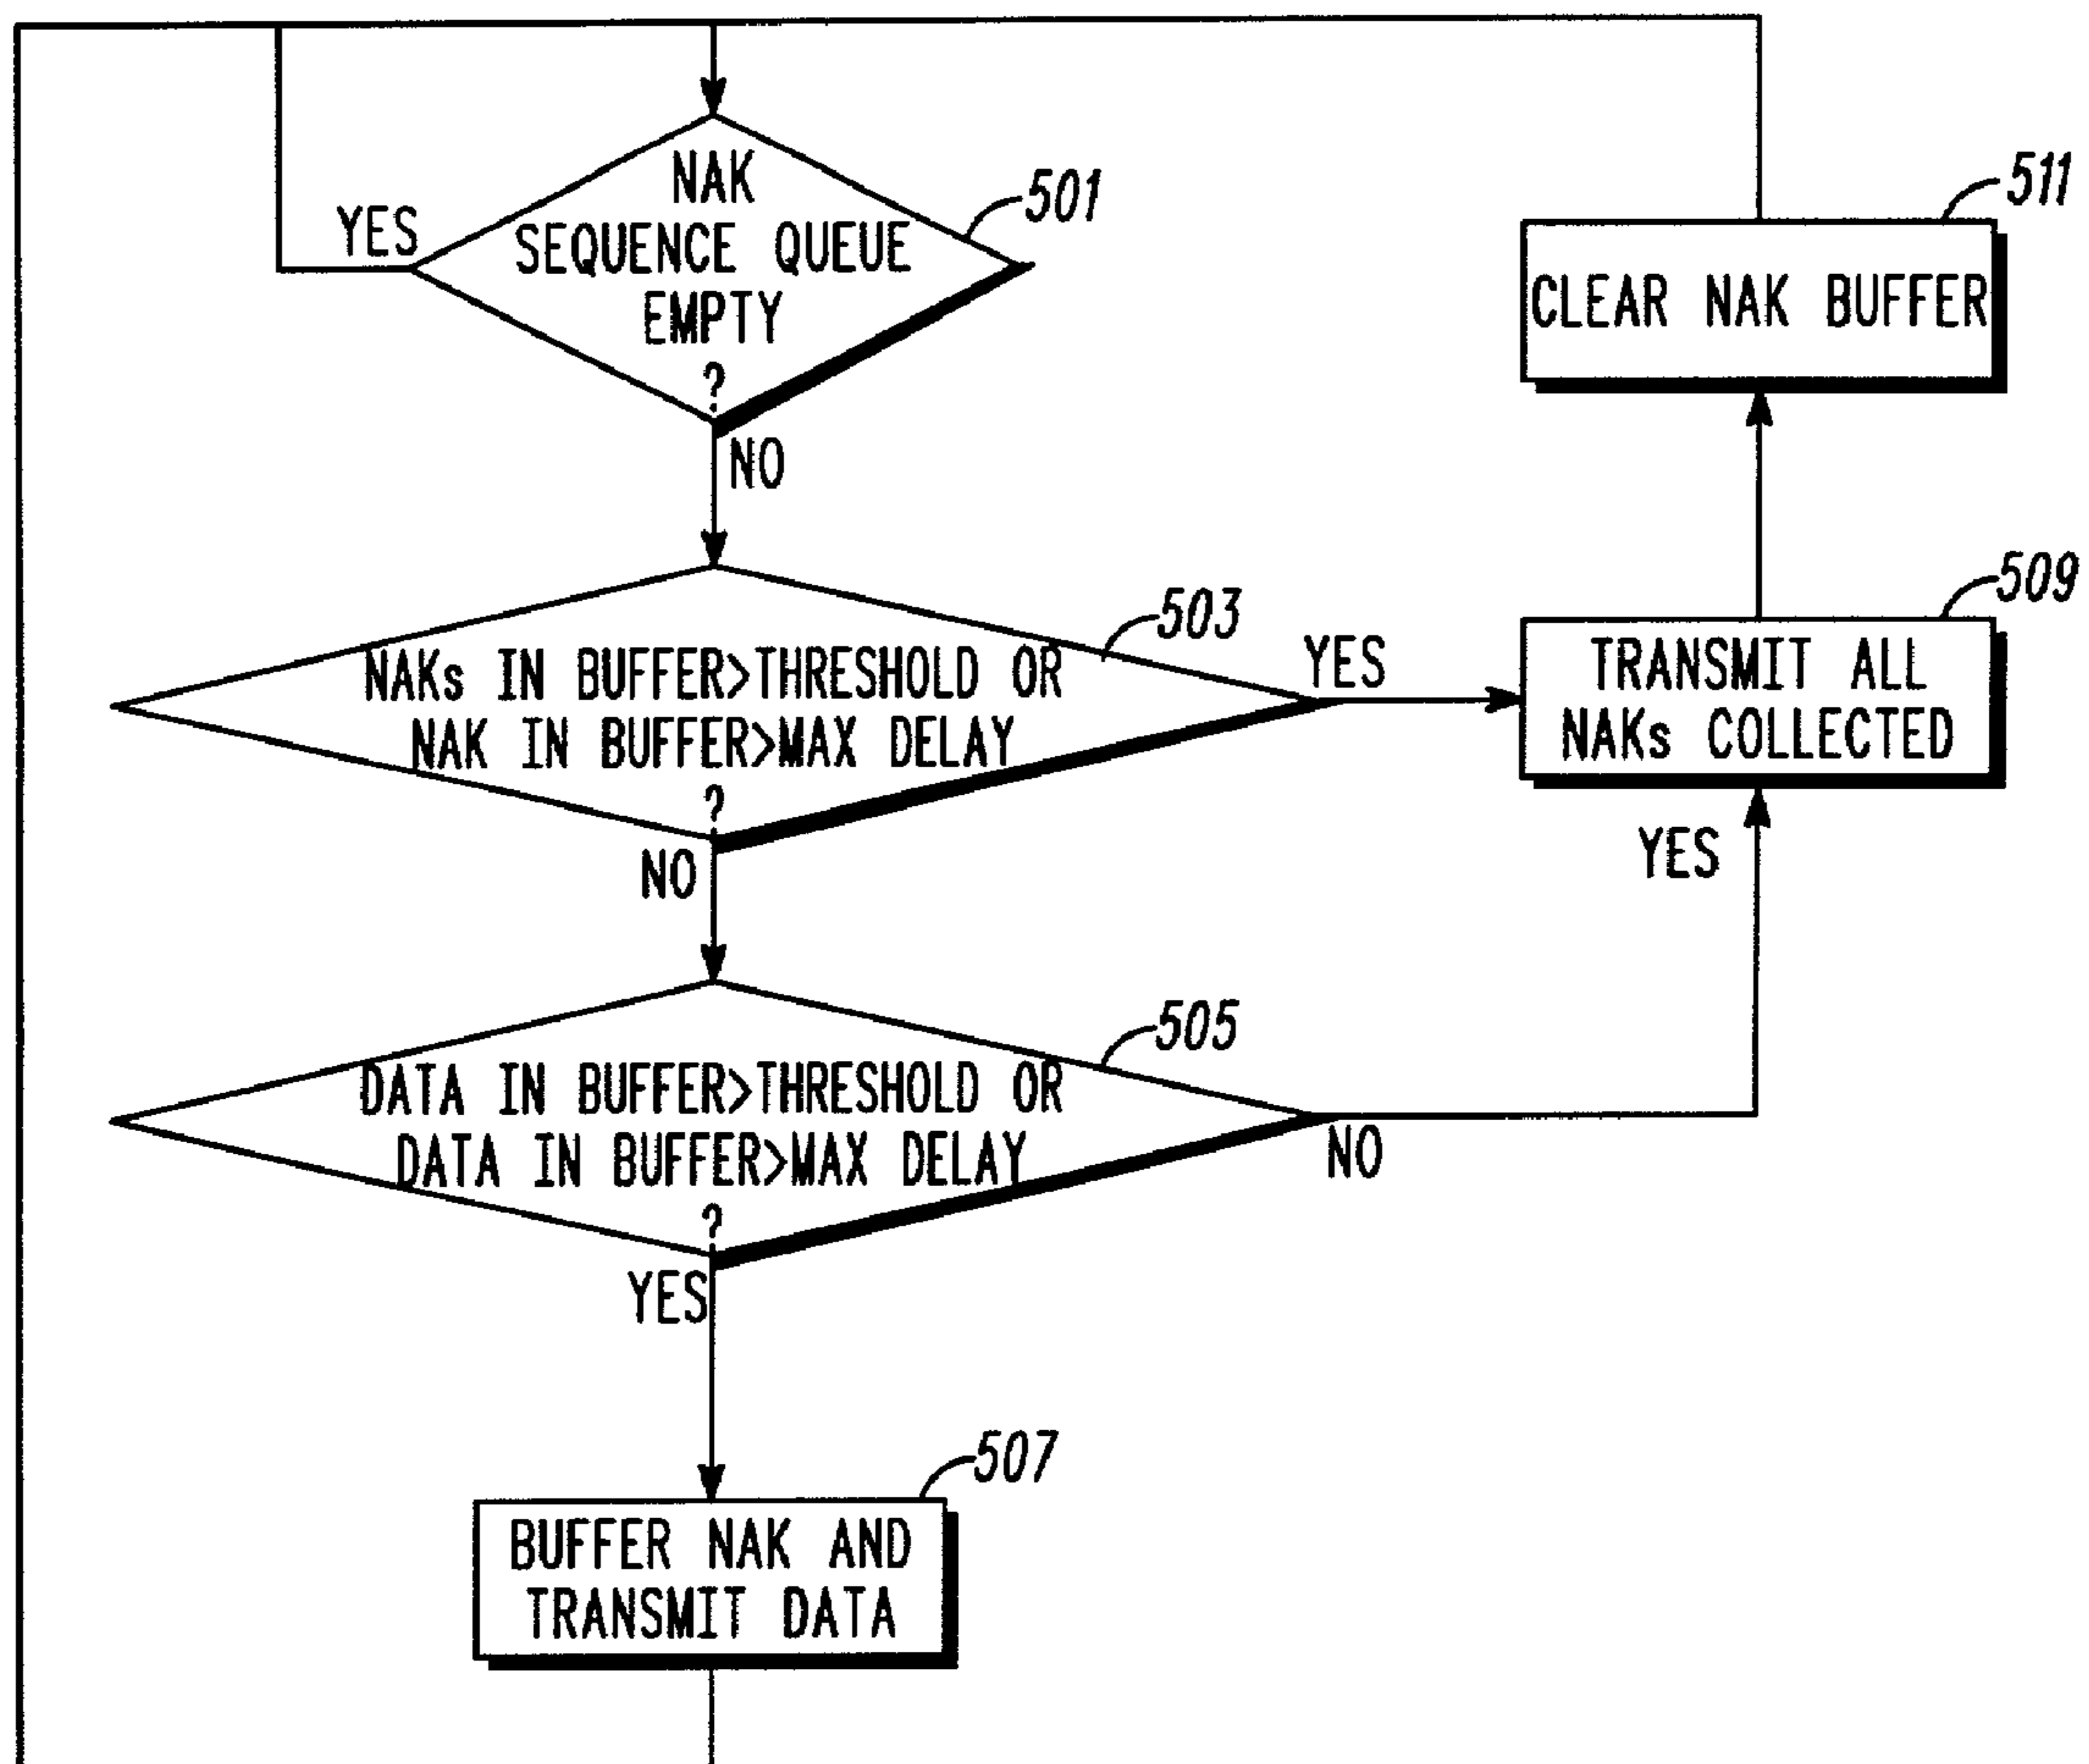 NAK
SEQUENCE QUEUE
EMPTY
?
501
YES
NO
NAKs IN BUFFER>THRESHOLD OR
NAK IN BUFFER>MAX DELAY
?
503
YES
NO
DATA IN BUFFER>THRESHOLD OR
DATA IN BUFFER>MAX DELAY
?
505
NO
YES
YES
BUFFER NAK AND
TRANSMIT DATA
507
TRANSMIT ALL
NAKs COLLECTED
509
CLEAR NAK BUFFER
511